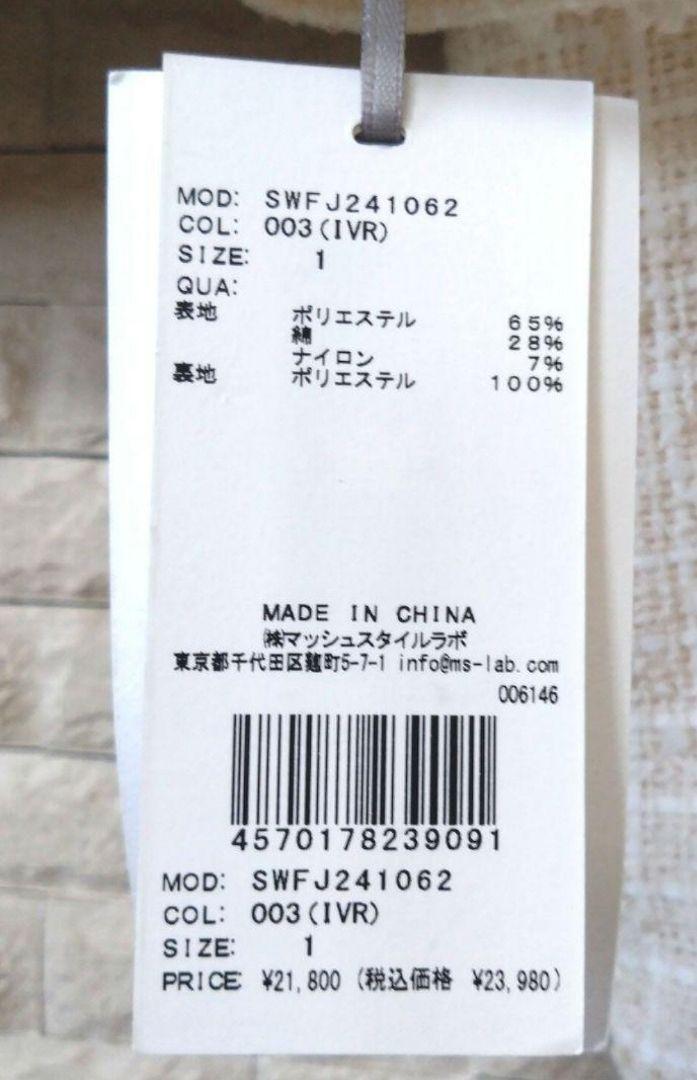 MOD: SWFJ241062
COL: 003(IVR)
SIZE: 1
QUA:
表地 ポリエステル 65%
綿 28%
ナイロン 7%
裏地 ポリエステル 100%
MADE IN CHINA
㈱マッシュスタイルラボ
東京都千代田区麹町5-7-1 info@ms-lab.com
006146
4570178239091
MOD: SWFJ241062
COL: 003(IVR)
SIZE: 1
PRICE ¥21,800 (税込価格 ¥23,980)